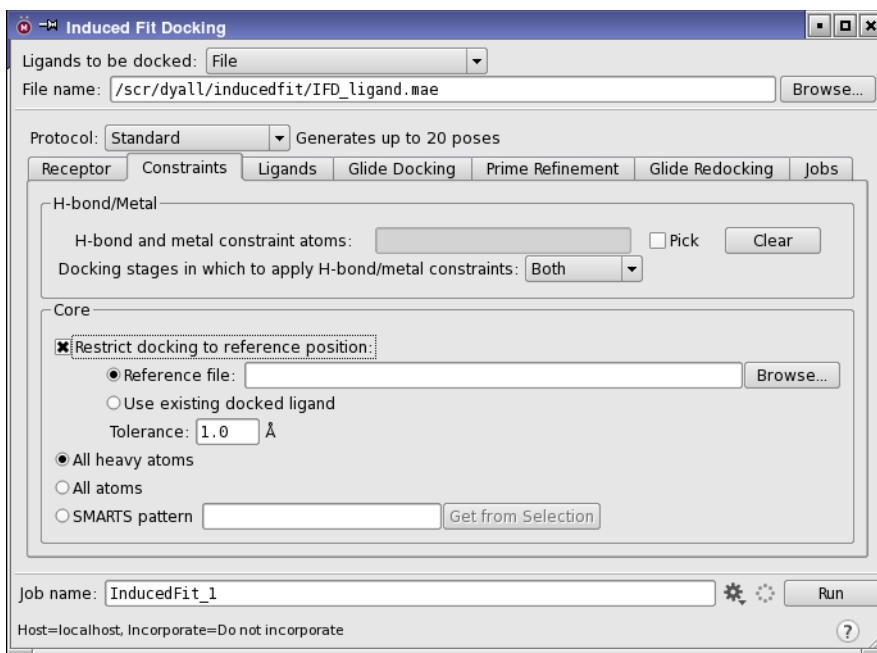 Induced Fit Docking
Ligands to be docked: File
File name: /scr/dyall/inducedfit/IFD_ligand.mae Browse...
Protocol: Standard Generates up to 20 poses
Receptor Constraints Ligands Glide Docking Prime Refinement Glide Redocking Jobs
H-bond/Metal
H-bond and metal constraint atoms: Pick Clear
Docking stages in which to apply H-bond/metal constraints: Both
Core
Restrict docking to reference position:
Reference file: Browse...
Use existing docked ligand
Tolerance: 1.0 Å
All heavy atoms
All atoms
SMARTS pattern Get from Selection
Job name: InducedFit_1 Run
Host=localhost, Incorporate=Do not incorporate ?